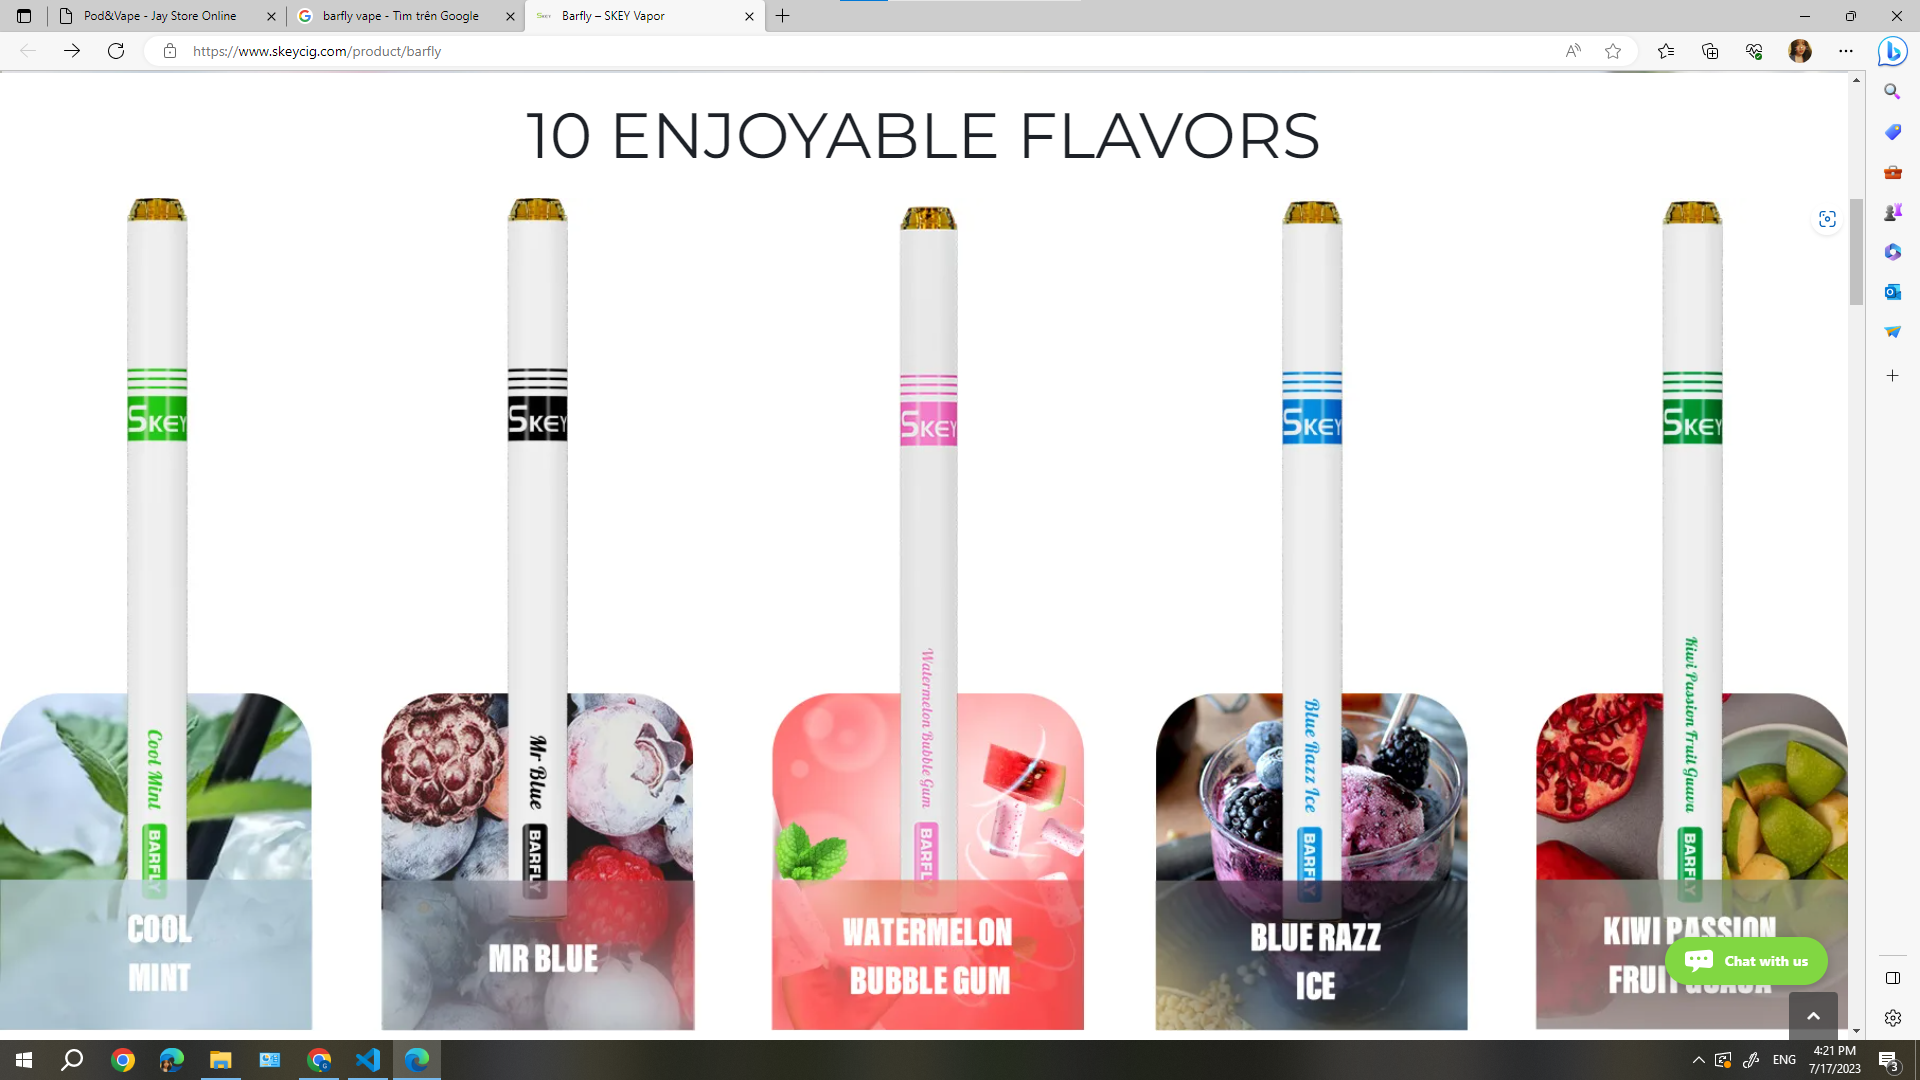 Pod&Vape - Jay Store Online
barfly vape - Tìm trên Google
Barfly – SKEY Vapor
https://www.skeycig.com/product/barfly
10 ENJOYABLE FLAVORS
SKEY
SKEY
SKEY
SKEY
SKEY
Cool Mint
BARFLY
Mr Blue
BARFLY
Watermelon Bubble Gum
BARFLY
Blue Razz Ice
BARFLY
Kiwi Passion Fruit Guava
BARFLY
COOL
MINT
MR BLUE
WATERMELON
BUBBLE GUM
BLUE RAZZ
ICE
KIWI PASSION
FRUIT GUAVA
Chat with us
ENG
4:21 PM
7/17/2023
3